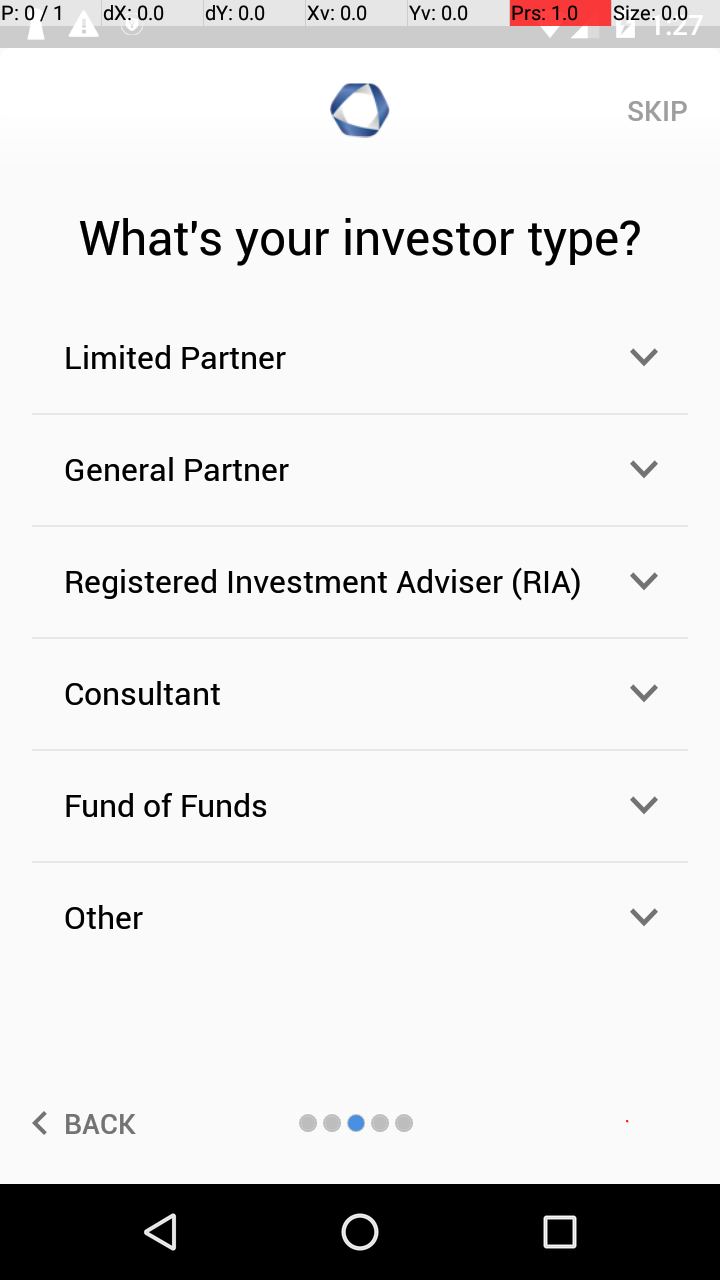 P: 0 / 1 dX: 0.0 dY: 0.0 Xv: 0.0 Yv: 0.0 Prs: 1.0 Size: 0.0
1:27
SKIP
What's your investor type?
Limited Partner
General Partner
Registered Investment Adviser (RIA)
Consultant
Fund of Funds
Other
BACK